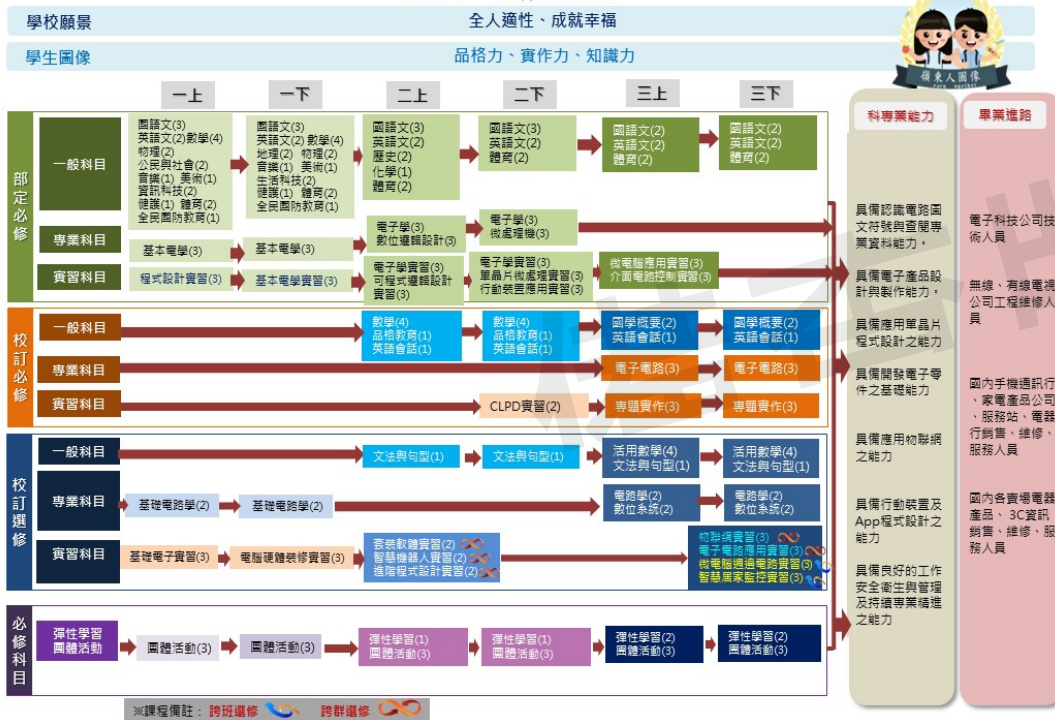 學校願景
全人適性、成就幸福
學生圖像
品格力、實作力、知識力
嶺東人圖像
一上
一下
二上
二下
三上
三下
科專業能力
畢業進路
部定必修
一般科目
國語文(3)
英語文(2)數學(4)
物理(2)
公民與社會(2)
音樂(1) 美術(1)
資訊科技(2)
健護(1) 體育(2)
全民國防教育(1)
國語文(3)
英語文(2) 數學(4)
地理(2) 物理(2)
音樂(1) 美術(1)
生活科技(2)
健護(1) 體育(2)
全民國防教育(1)
國語文(3)
英語文(2)
歷史(2)
化學(1)
體育(2)
國語文(3)
英語文(2)
體育(2)
國語文(2)
英語文(2)
體育(2)
國語文(2)
英語文(2)
體育(2)
專業科目
基本電學(3)
基本電學(3)
電子學(3)
數位邏輯設計(3)
電子學(3)
微處理機(3)
實習科目
程式設計實習(3)
基本電學實習(3)
電子學實習(3)
可程式邏輯設計
實習(3)
電子學實習(3)
單晶片微處理實習(3)
行動裝置應用實習(3)
微電腦應用實習(3)
介面電路控制實習(3)
校訂必修
一般科目
數學(4)
品格教育(1)
英語會話(1)
數學(4)
品格教育(1)
英語會話(1)
國學概要(2)
英語會話(1)
國學概要(2)
英語會話(1)
專業科目
電子電路(3)
電子電路(3)
實習科目
CLPD實習(2)
專題實作(3)
專題實作(3)
校訂選修
一般科目
文法與句型(1)
文法與句型(1)
活用數學(4)
文法與句型(1)
活用數學(4)
文法與句型(1)
專業科目
基礎電路學(2)
基礎電路學(2)
電路學(2)
數位系統(2)
電路學(2)
數位系統(2)
實習科目
基礎電子實習(3)
電腦硬體裝修實習(3)
套裝軟體實習(2)
智慧機器人實習(2)
進階程式設計實習(2)
物聯網實習(3)
電子電路應用實習(3)
微電腦週邊電路實習(3)
智慧居家監控實習(3)
必修科目
彈性學習
團體活動
團體活動(3)
團體活動(3)
彈性學習(1)
團體活動(3)
彈性學習(1)
團體活動(3)
彈性學習(2)
團體活動(3)
彈性學習(2)
團體活動(3)
具備認識電路圖
文符號與查閱專
業資料能力。
具備電子產品設
計與製作能力。
具備應用單晶片
程式設計之能力
具備開發電子零
件之基礎能力
具備應用物聯網
之能力
具備行動裝置及
App程式設計之
能力
具備良好的工作
安全衛生與管理
及持續專業精進
之能力
電子科技公司技
術人員
無線、有線電視
公司工程維修人
員
國內手機通訊行
、家電產品公司
、服務站、電器
行銷售、維修、
服務人員
國內各賣場電器
產品、 3C資訊
銷售、維修、服
務人員
※課程備註：跨班選修 跨群選修